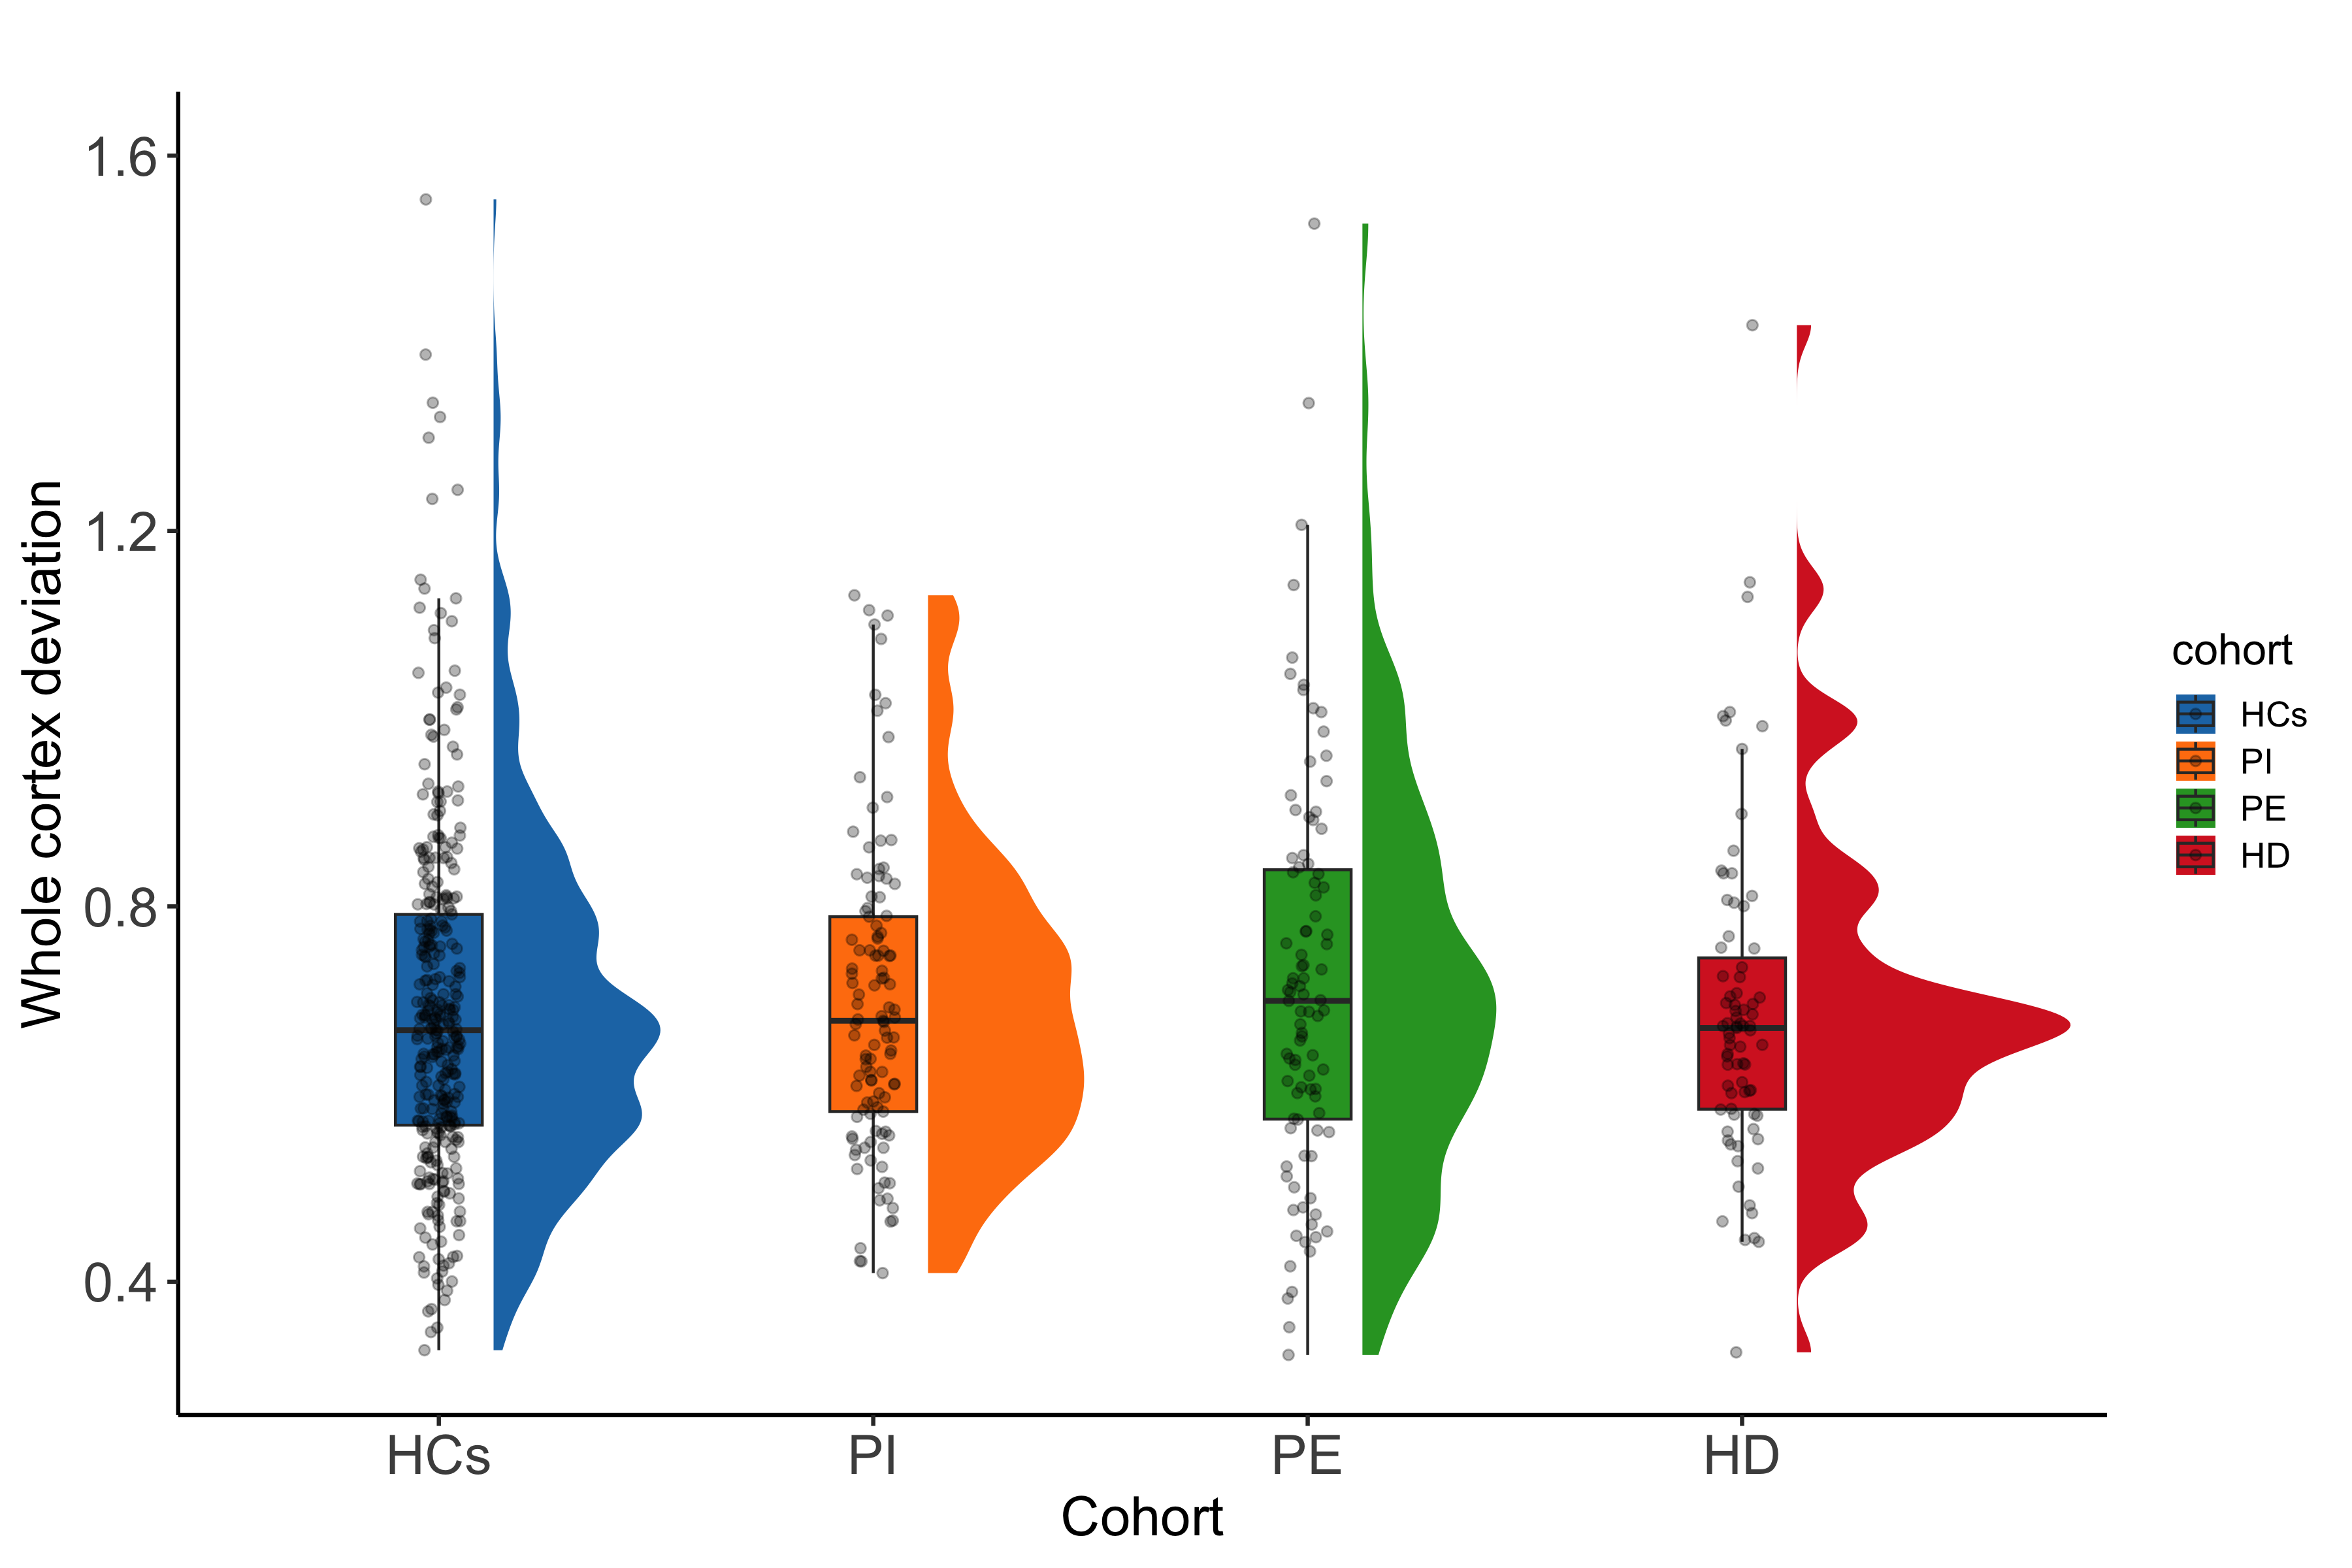 Whole cortex deviation
1.6
1.2
0.8
0.4
HCs
PI
PE
HD
Cohort
cohort
HCs
PI
PE
HD